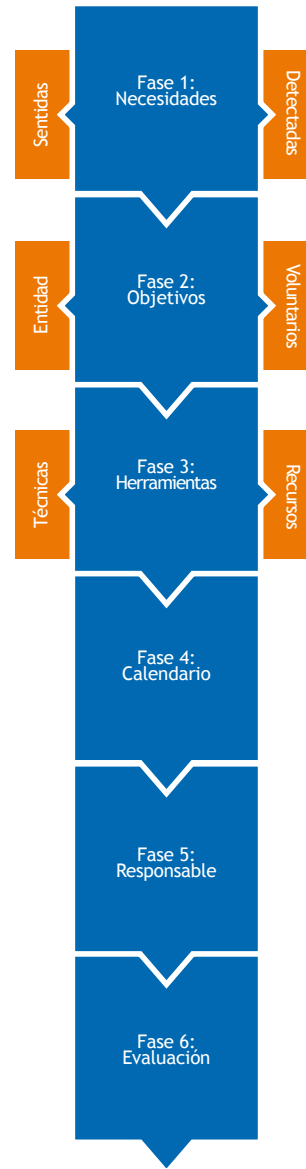 Fase 1:
Necesidades
Sentidas
Detectadas
Fase 2:
Objetivos
Entidad
Voluntarios
Fase 3:
Herramientas
Técnicas
Recursos
Fase 4:
Calendario
Fase 5:
Responsable
Fase 6:
Evaluación